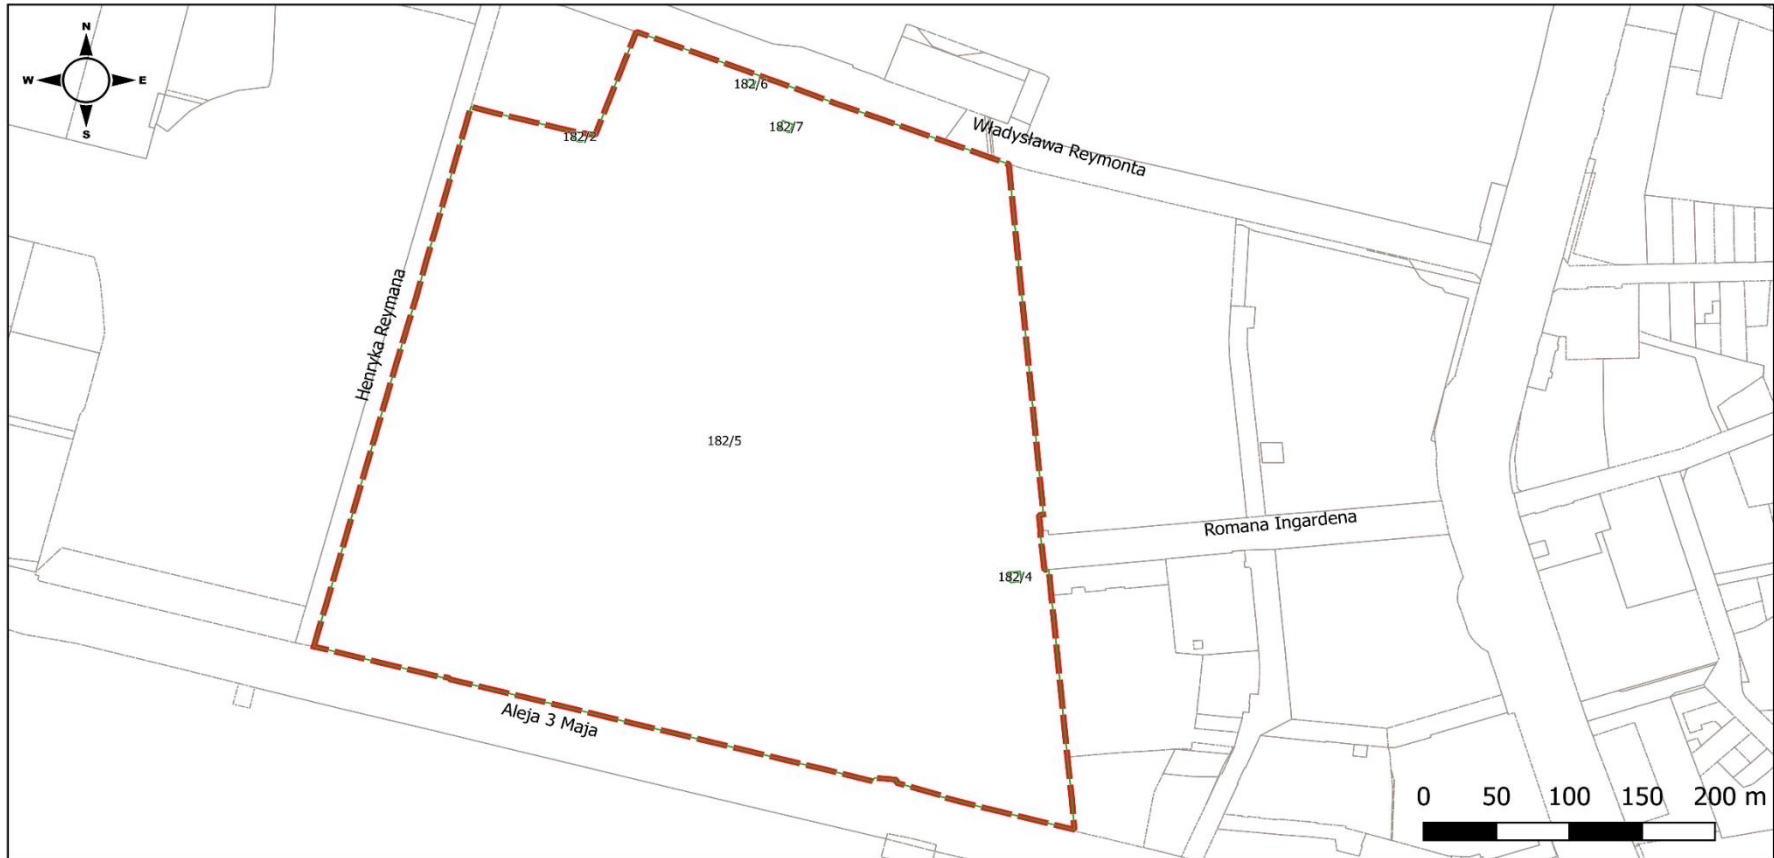 N
W E
S
182/6
182/7
182/2
Władysława Reymonta
Henryka Reymana
182/5
Romana Ingardena
182/4
Aleja 3 Maja
0 50 100 150 200 m